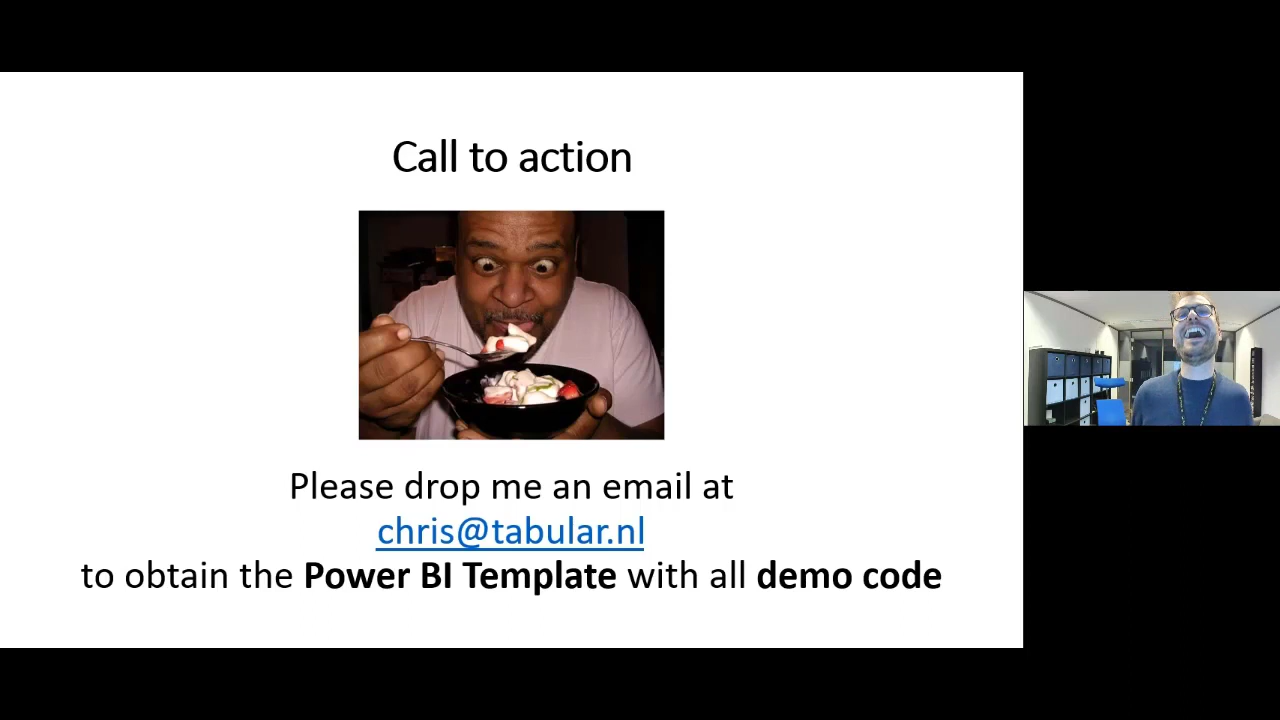 Call to action
Please drop me an email at
chris@tabular.nl
to obtain the Power BI Template with all demo code